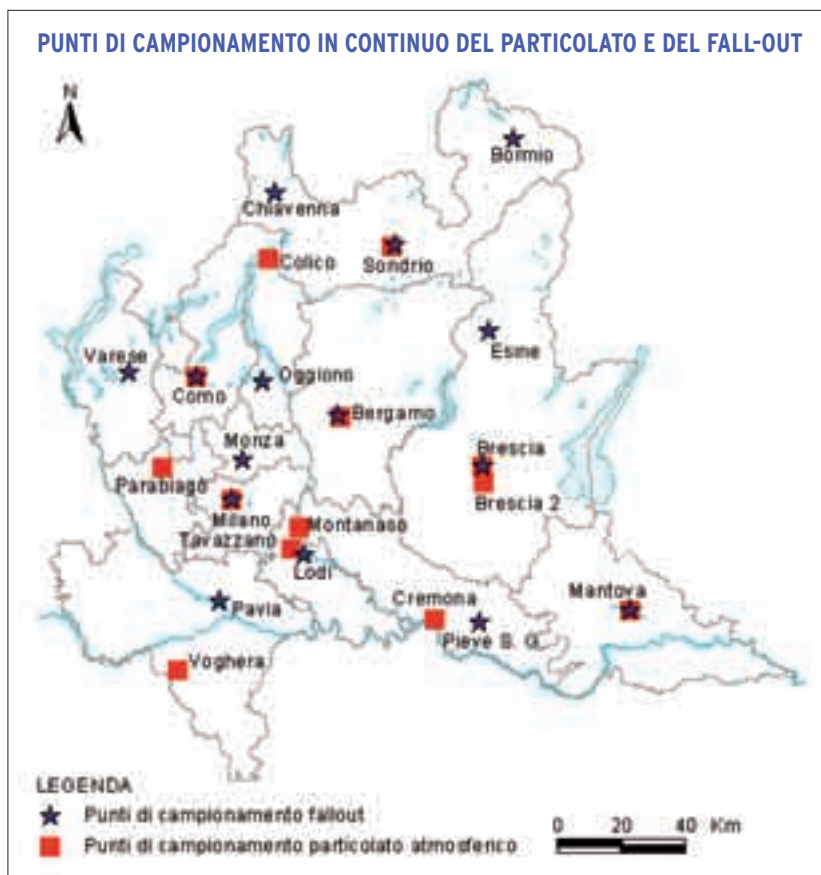 PUNTI DI CAMPIONAMENTO IN CONTINUO DEL PARTICOLATO E DEL FALL-OUT
N
Bormio
Chiavenna
Colico
Sondrio
Esine
Varese
Como
Oggiono
Bergamo
Monza
Brescia
Parabiago
Brescia 2
Milano
Montanaso
Tavazzano
Lodi
Cremona
Mantova
Pavia
Pieve S. G.
Voghera
LEGENDA
Punti di campionamento fallout
0 20 40 Km
Punti di campionamento particolato atmosferico